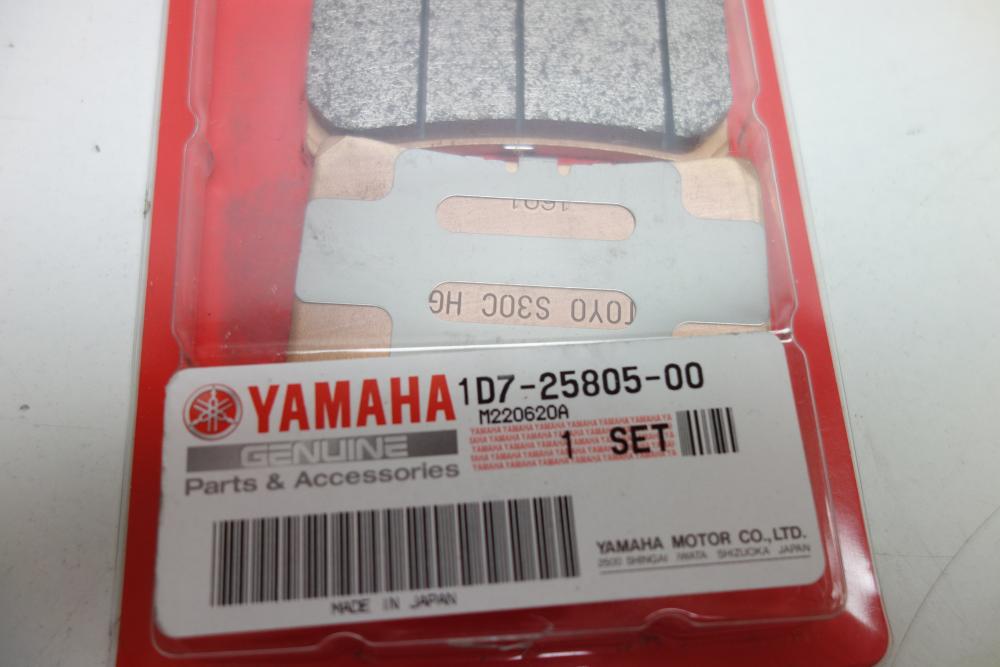 1691
TOYO S30C HG
YAMAHA 1D7-25805-00
M220620A
GENUINE
1 SET
Parts & Accessories
YAMAHA MOTOR CO.,LTD.
2500 SHINGAI IWATA SHIZUOKA JAPAN
MADE IN JAPAN